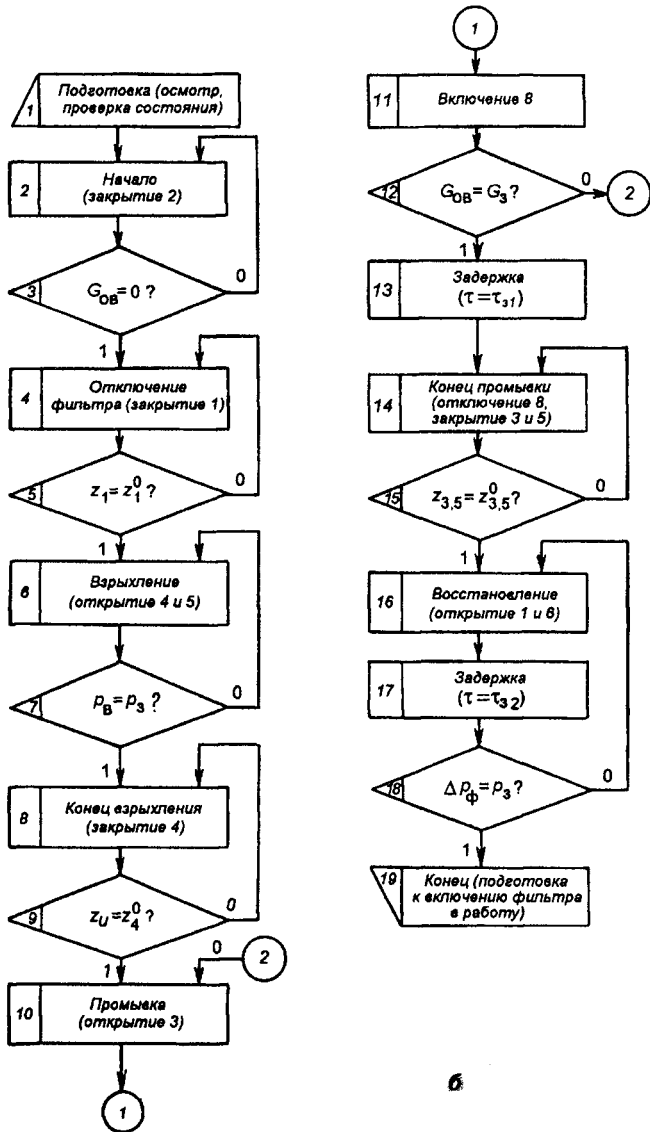 1
Подготовка (осмотр,
проверка состояния)
2
Начало
(закрытие 2)
3
G_ОВ = 0 ?
0
1
4
Отключение
фильтра (закрытие 1)
5
z_1 = z_1^0 ?
0
1
6
Взрыхление
(открытие 4 и 5)
7
p_В = p_З ?
0
1
8
Конец взрыхления
(закрытие 4)
9
z_U = z_4^0 ?
0
1
0
2
10
Промывка
(открытие 3)
1
1
11
Включение 8
12
G_ОВ = G_З ?
0
2
1
13
Задержка
(τ = τ_З1)
14
Конец промывки
(отключение 8,
закрытие 3 и 5)
15
z_3,5 = z_3,5^0 ?
0
1
16
Восстановление
(открытие 1 и 6)
17
Задержка
(τ = τ_З2)
18
Δp_ф = p_З ?
0
1
19
Конец (подготовка
к включению фильтра
в работу)
б